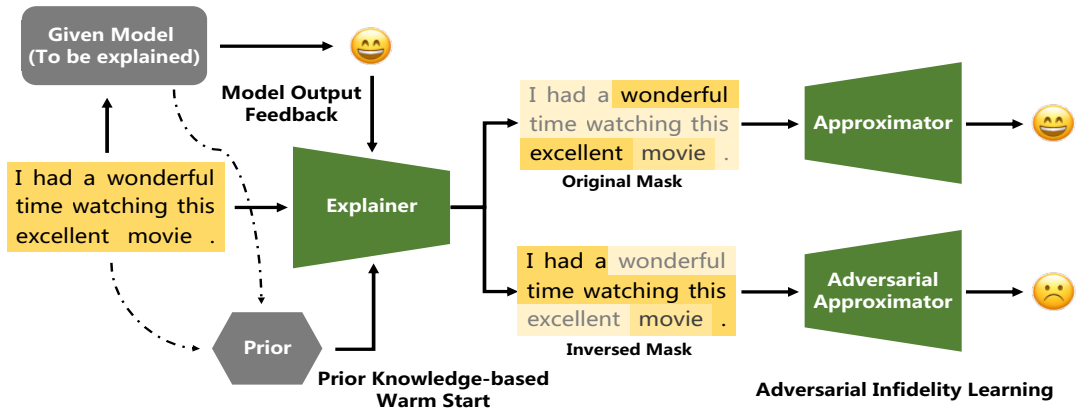 Given Model
(To be explained)
Model Output
Feedback
I had a wonderful
time watching this
excellent movie .
Explainer
Prior
Prior Knowledge-based
Warm Start
I had a wonderful
time watching this
excellent movie .
Original Mask
Approximator
I had a wonderful
time watching this
excellent movie .
Inversed Mask
Adversarial
Approximator
Adversarial Infidelity Learning